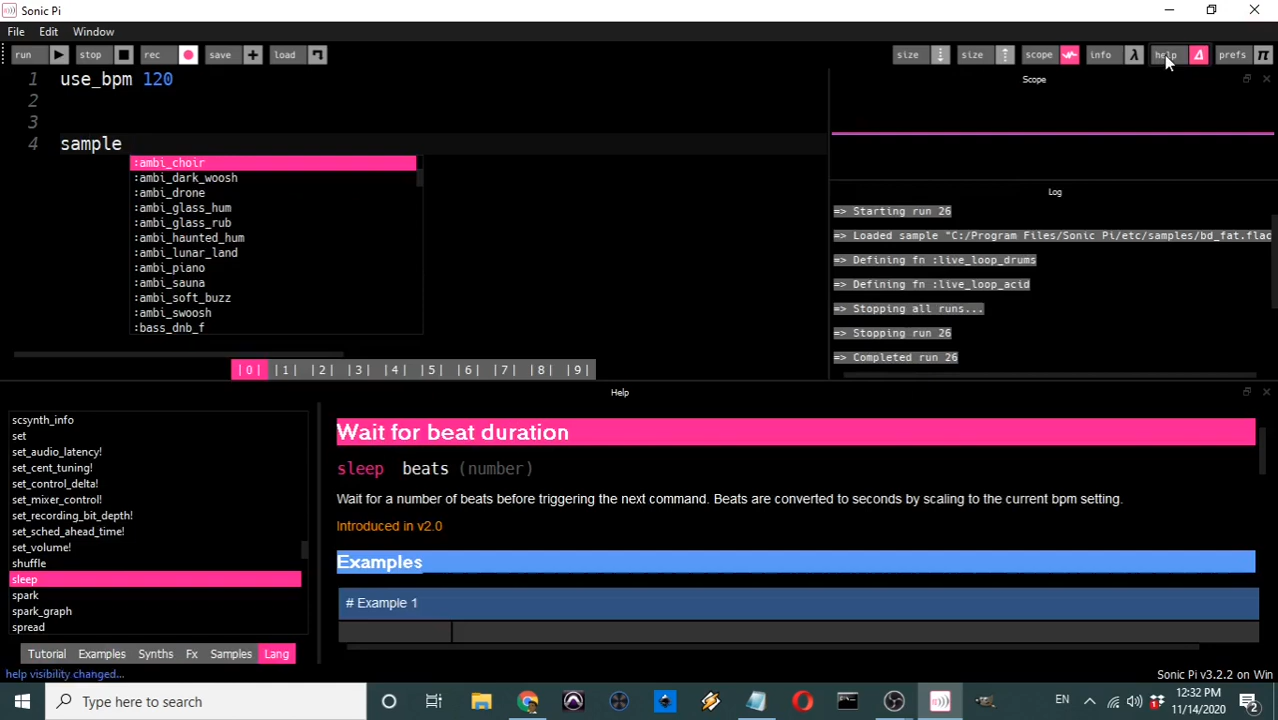 Sonic Pi
File Edit Window
run stop rec save load size size scope info help prefs
1 use_bpm 120
2
3
4 sample
:ambi_choir
:ambi_dark_woosh
:ambi_drone
:ambi_glass_hum
:ambi_glass_rub
:ambi_haunted_hum
:ambi_lunar_land
:ambi_piano
:ambi_sauna
:ambi_soft_buzz
:ambi_swoosh
:bass_dnb_f
|0| |1| |2| |3| |4| |5| |6| |7| |8| |9|
Scope
Log
=> Starting run 26
=> Loaded sample "C:/Program Files/Sonic Pi/etc/samples/bd_fat.flac
=> Defining fn :live_loop_drums
=> Defining fn :live_loop_acid
=> Stopping all runs...
=> Stopping run 26
=> Completed run 26
Help
scsynth_info
set
set_audio_latency!
set_cent_tuning!
set_control_delta!
set_mixer_control!
set_recording_bit_depth!
set_sched_ahead_time!
set_volume!
shuffle
sleep
spark
spark_graph
spread
Tutorial Examples Synths Fx Samples Lang
Wait for beat duration
sleep beats (number)
Wait for a number of beats before triggering the next command. Beats are converted to seconds by scaling to the current bpm setting.
Introduced in v2.0
Examples
# Example 1
help visibility changed...
Sonic Pi v3.2.2 on Win
Type here to search
EN
12:32 PM
11/14/2020
2